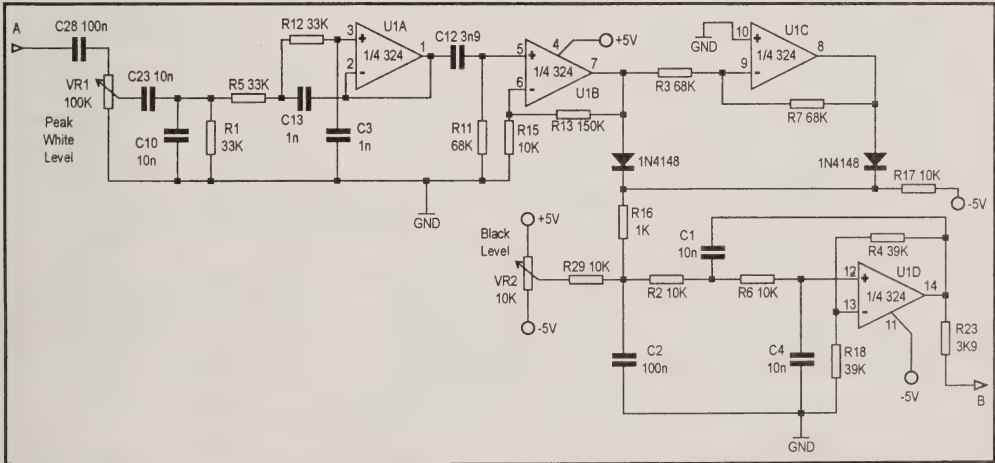 A
C28 100n
VR1
100K
Peak
White
Level
C23 10n
C10
10n
R1
33K
R5 33K
R12 33K
C13
1n
C3
1n
3
+
2
-
1
U1A
1/4 324
C12 3n9
R11
68K
R15
10K
5
+
6
-
4
+5V
7
1/4 324
U1B
R13 150K
R3 68K
GND
10
+
9
-
8
U1C
1/4 324
R7 68K
1N4148
1N4148
R17 10K
-5V
GND
R16
1K
+5V
Black
Level
VR2
10K
-5V
R29 10K
C1
10n
R2 10K
R6 10K
R4 39K
12
+
13
-
U1D
14
1/4 324
11
-5V
C2
100n
C4
10n
R18
39K
R23
3K9
B
GND